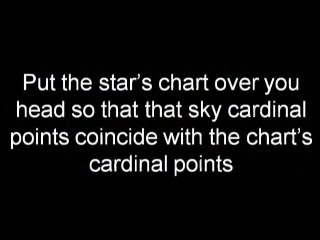 Put the star’s chart over you
head so that that sky cardinal
points coincide with the chart’s
cardinal points